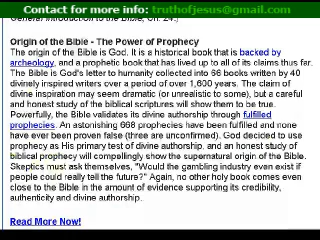 Contact for more info: truthofjesus@gmail.com
General Introduction to the Bible, Ch. 24.]
Origin of the Bible - The Power of Prophecy
The origin of the Bible is God. It is a historical book that is backed by
archeology, and a prophetic book that has lived up to all of its claims thus far.
The Bible is God's letter to humanity collected into 66 books written by 40
divinely inspired writers over a period of over 1,600 years. The claim of
divine inspiration may seem dramatic (or unrealistic to some), but a careful
and honest study of the biblical scriptures will show them to be true.
Powerfully, the Bible validates its divine authorship through fulfilled
prophecies. An astonishing 668 prophecies have been fulfilled and none
have ever been proven false (three are unconfirmed). God decided to use
prophecy as His primary test of divine authorship, and an honest study of
biblical prophecy will compellingly show the supernatural origin of the Bible.
Skeptics must ask themselves, "Would the gambling industry even exist if
people could really tell the future?" Again, no other holy book comes even
close to the Bible in the amount of evidence supporting its credibility,
authenticity and divine authorship.
Read More Now!